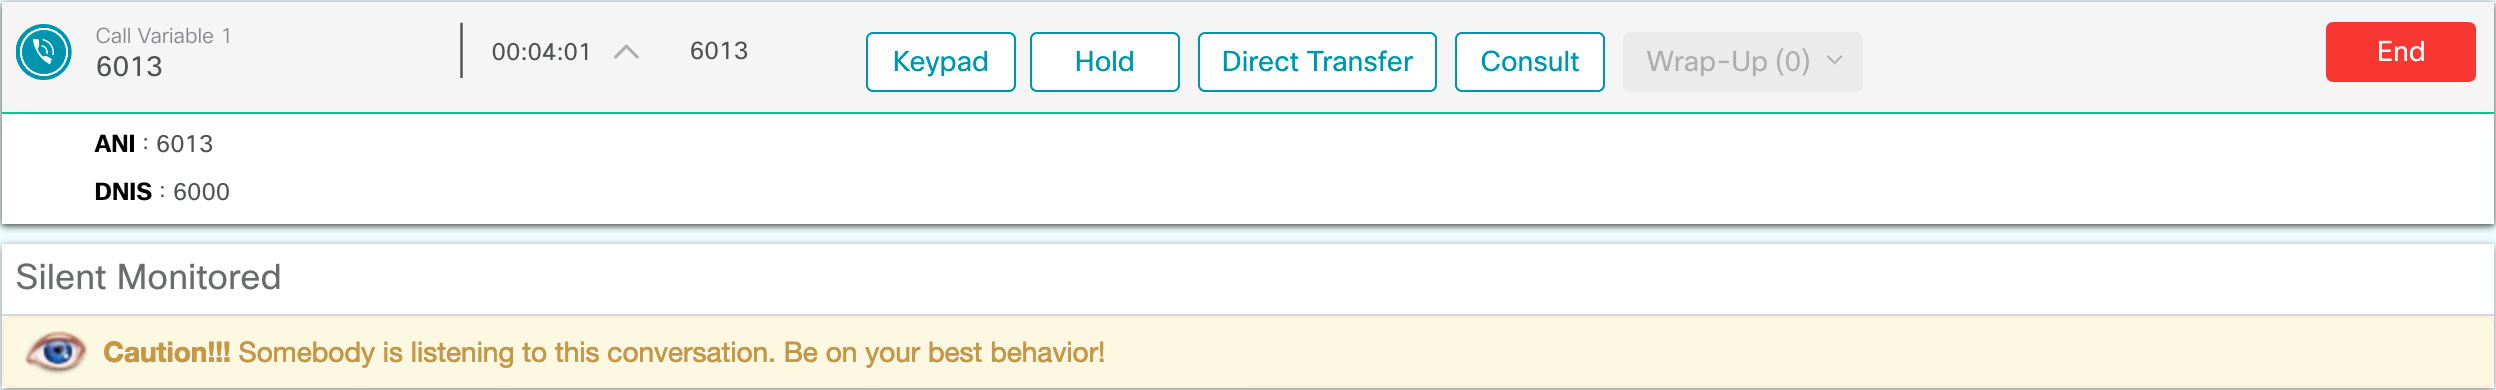 Call Variable 1
6013
00:04:01
6013
Keypad
Hold
Direct Transfer
Consult
Wrap-Up (0)
End
ANI : 6013
DNIS : 6000
Silent Monitored
Caution!!! Somebody is listening to this conversation. Be on your best behavior!